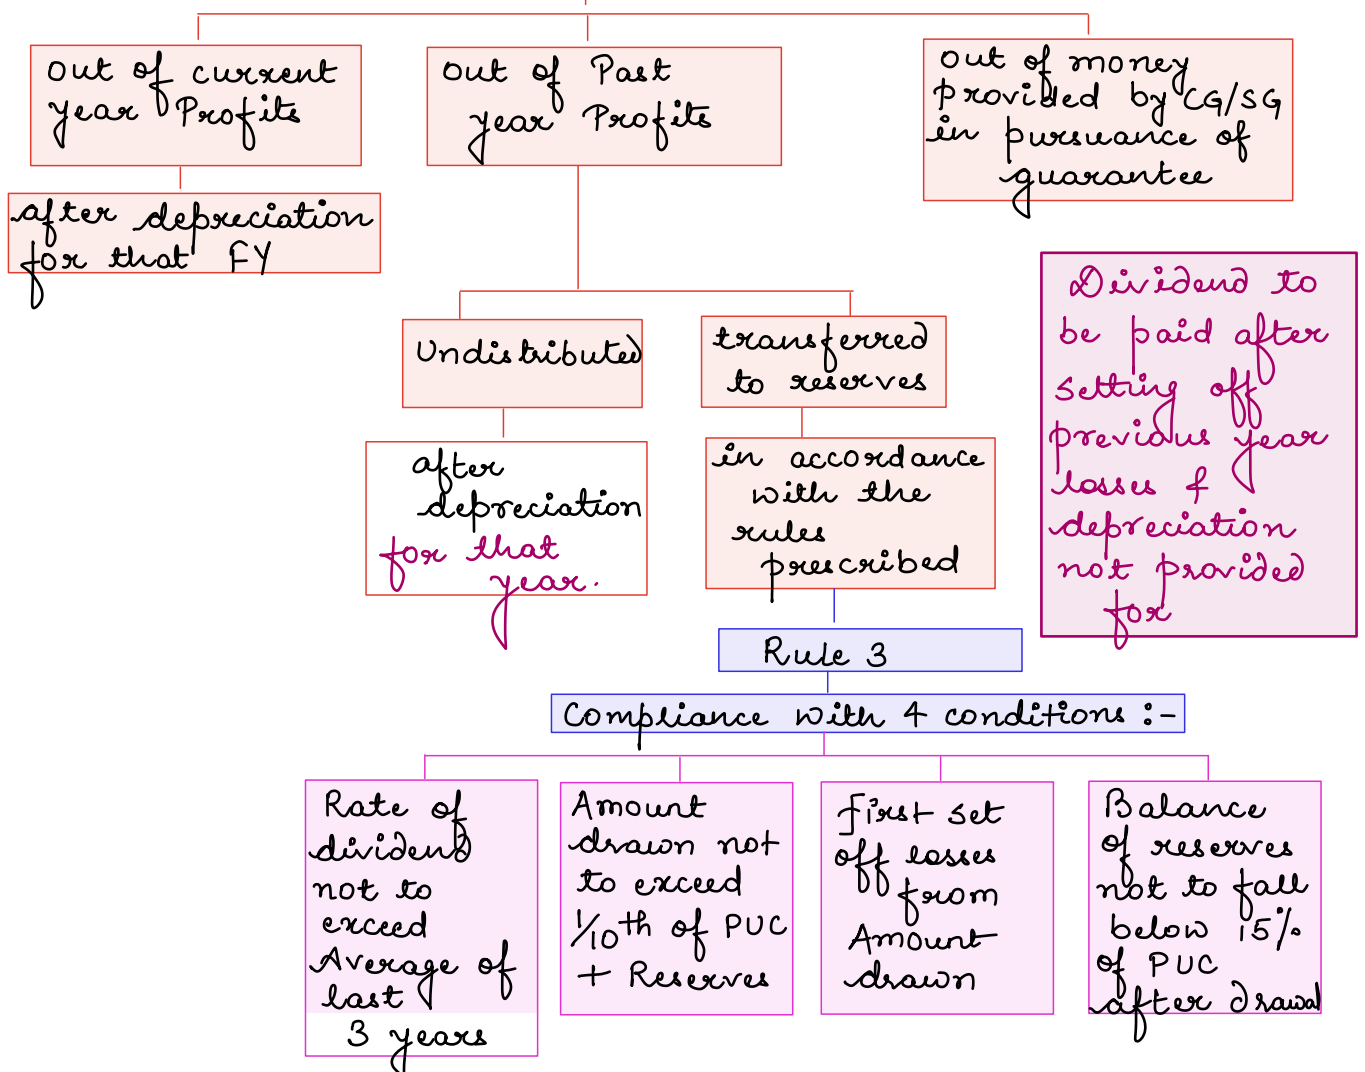 out of current
year Profits
out of Past
year Profits
out of money
provided by CG/SG
in pursuance of
guarantee
after depreciation
for that FY
Dividend to
be paid after
setting off
previous year
losses &
depreciation
not provided
for
Undistributed
transferred
to reserves
after
depreciation
for that
year.
in accordance
with the
rules
prescribed
Rule 3
Compliance with 4 conditions :-
Rate of
dividend
not to
exceed
Average of
last
3 years
Amount
drawn not
to exceed
1/10th of PUC
+ Reserves
First set
off losses
from
Amount
drawn
Balance
of reserves
not to fall
below 15%
of PUC
after drawal